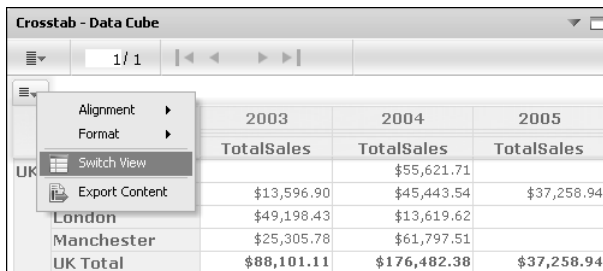 Crosstab - Data Cube
1/ 1
Alignment
Format
Switch View
Export Content
2003 2004 2005
TotalSales TotalSales TotalSales
UK $55,621.71
$13,596.90 $45,443.54 $37,258.94
London $49,198.43 $13,619.62
Manchester $25,305.78 $61,797.51
UK Total $88,101.11 $176,482.38 $37,258.94